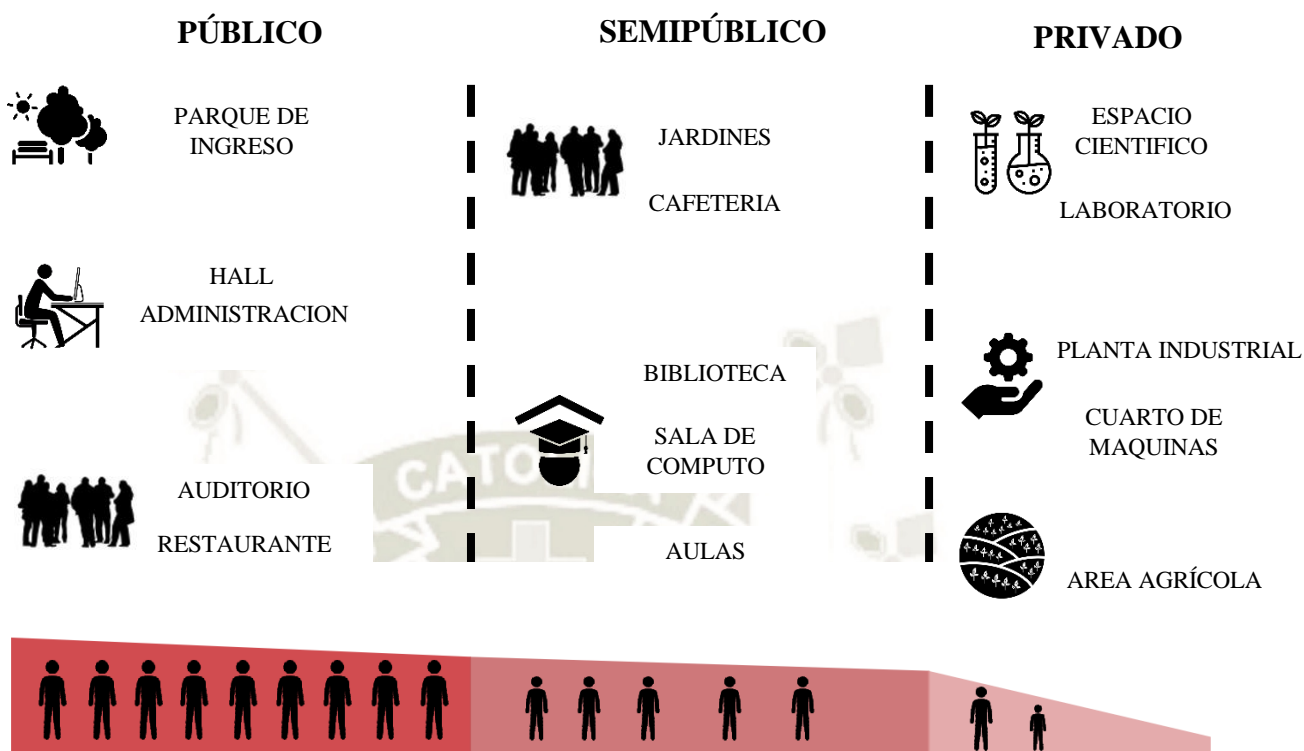 PÚBLICO
SEMIPÚBLICO
PRIVADO
PARQUE DE
INGRESO
HALL
ADMINISTRACION
AUDITORIO
RESTAURANTE
JARDINES
CAFETERIA
BIBLIOTECA
SALA DE
COMPUTO
AULAS
ESPACIO
CIENTIFICO
LABORATORIO
PLANTA INDUSTRIAL
CUARTO DE
MAQUINAS
AREA AGRÍCOLA